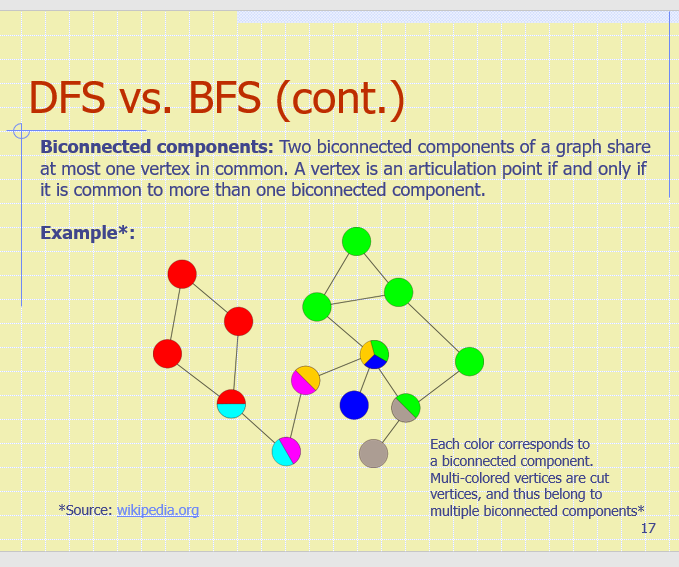 DFS vs. BFS (cont.)
Biconnected components: Two biconnected components of a graph share
at most one vertex in common. A vertex is an articulation point if and only if
it is common to more than one biconnected component.
Example*:
Each color corresponds to
a biconnected component.
Multi-colored vertices are cut
vertices, and thus belong to
multiple biconnected components*
*Source: wikipedia.org
17